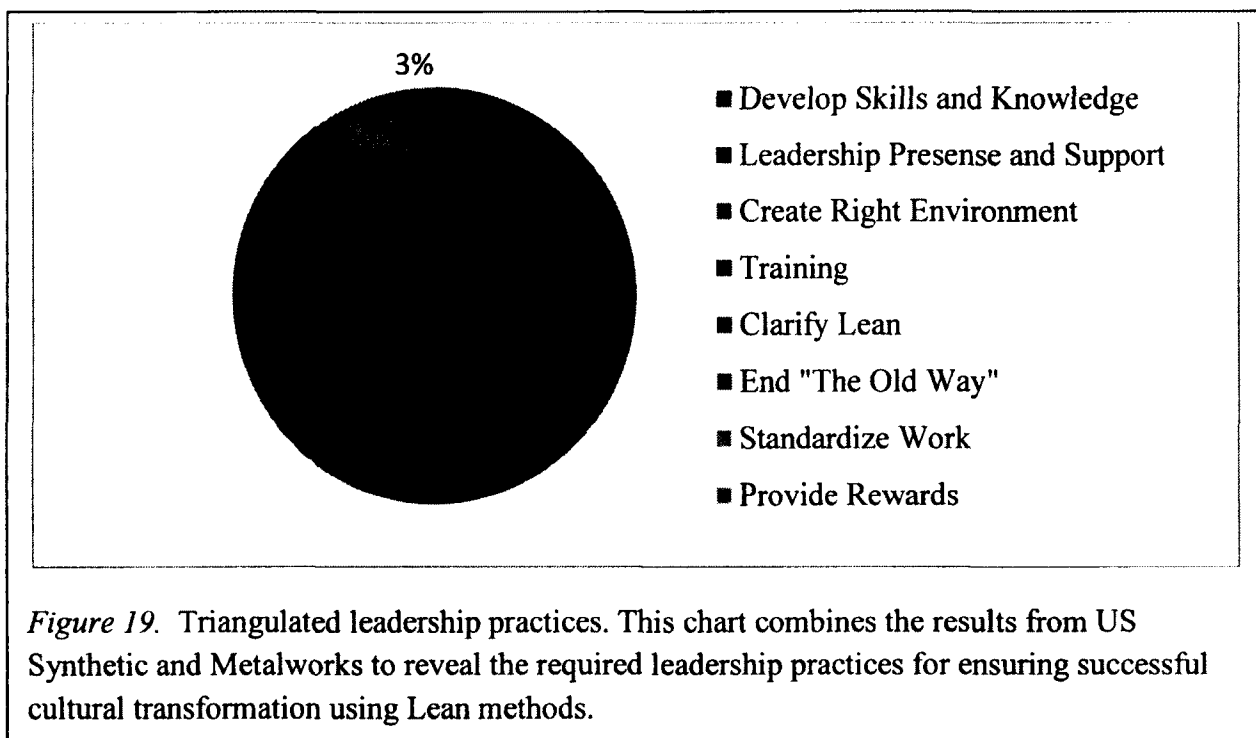 3%
Develop Skills and Knowledge
Leadership Presense and Support
Create Right Environment
Training
Clarify Lean
End "The Old Way"
Standardize Work
Provide Rewards
Figure 19. Triangulated leadership practices. This chart combines the results from US
Synthetic and Metalworks to reveal the required leadership practices for ensuring successful
cultural transformation using Lean methods.